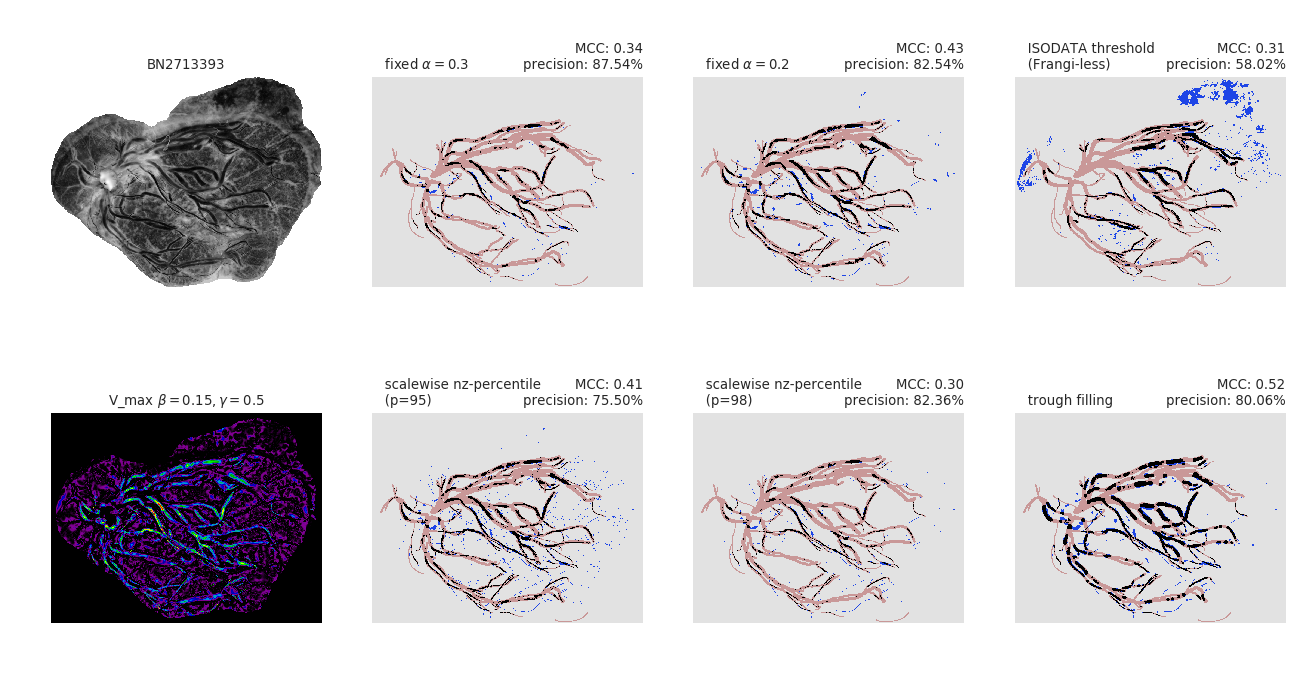 BN2713393
MCC: 0.34
fixed α = 0.3 precision: 87.54%
MCC: 0.43
fixed α = 0.2 precision: 82.54%
ISODATA threshold MCC: 0.31
(Frangi-less) precision: 58.02%
V_max β = 0.15, γ = 0.5
scalewise nz-percentile MCC: 0.41
(p=95) precision: 75.50%
scalewise nz-percentile MCC: 0.30
(p=98) precision: 82.36%
MCC: 0.52
trough filling precision: 80.06%